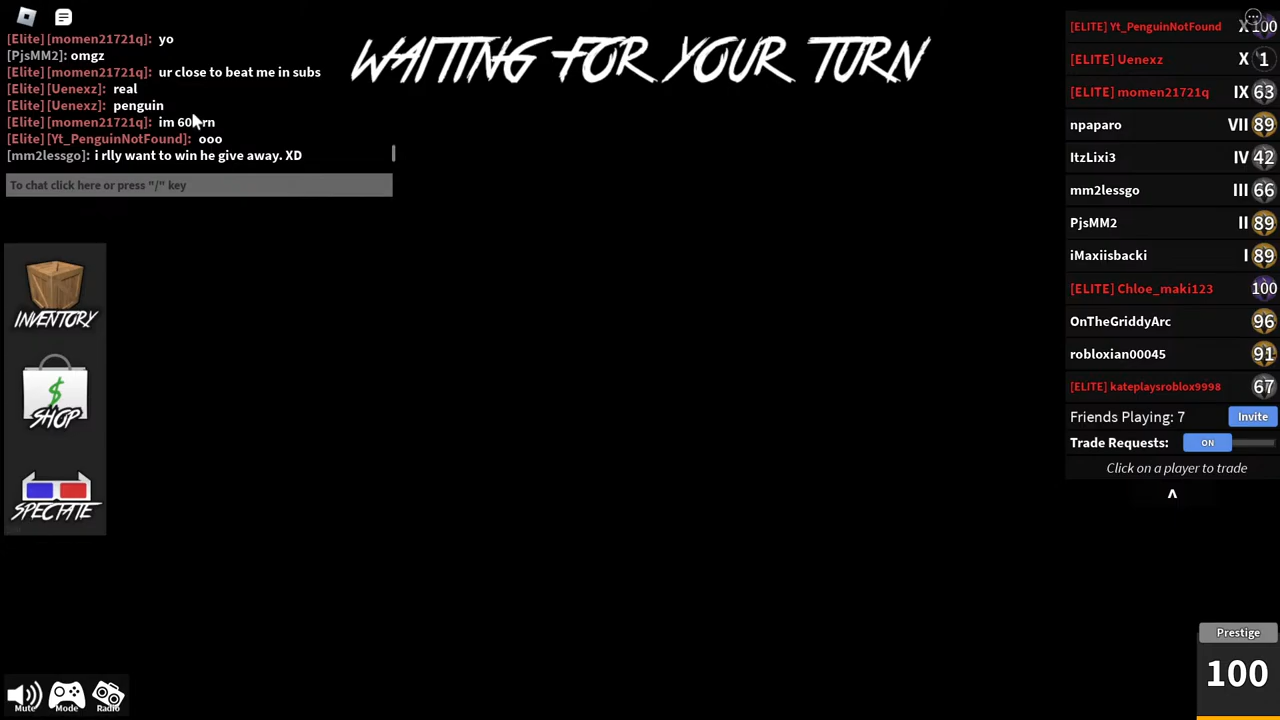 [Elite] [momen21721q]: yo
[PjsMM2]: omgz
[Elite] [momen21721q]: ur close to beat me in subs
[Elite] [Uenexz]: real
[Elite] [Uenexz]: penguin
[Elite] [momen21721q]: im
[Elite] [Yt_PenguinNotFound]: ooo
[mm2lessgo]: i rlly want to win he give away. XD
To chat click here or press "/" key
WAITING FOR YOUR TURN
[ELITE] Yt_PenguinNotFound X 100
[ELITE] Uenexz X 1
[ELITE] momen21721q IX 63
npaparo VII 89
ItzLixi3 IV 42
mm2lessgo III 66
PjsMM2 II 89
iMaxiisbacki I 89
[ELITE] Chloe_maki123 100
OnTheGriddyArc 96
robloxian00045 91
[ELITE] kateplaysroblox9998 67
Friends Playing: 7 Invite
Trade Requests: ON
Click on a player to trade
INVENTORY
$
SHOP
SPECTATE
Mute
Mode
Radio
Prestige
100